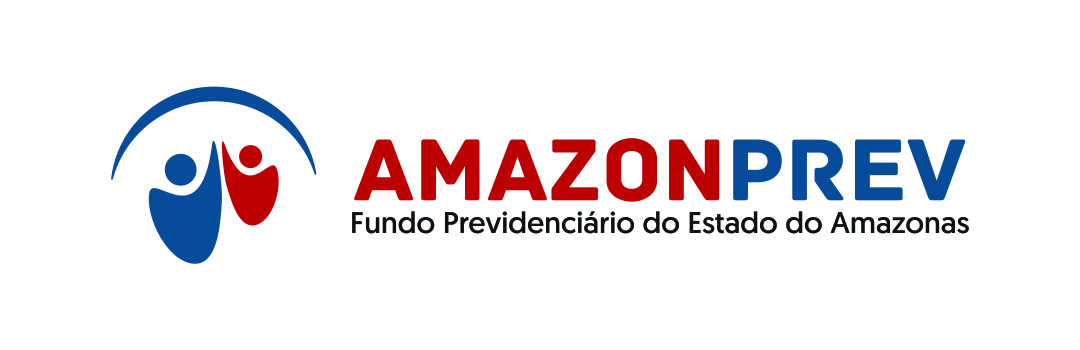 AMAZONPREV
Fundo Previdenciário do Estado do Amazonas